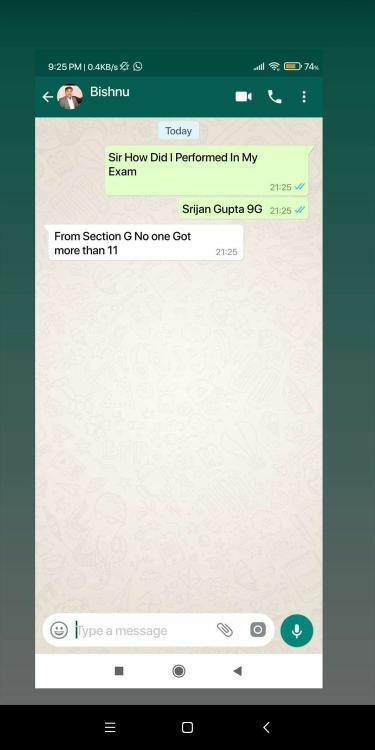 9:25 PM | 0.4KB/s 74%
Bishnu
Today
Sir How Did I Performed In My
Exam
21:25
Srijan Gupta 9G 21:25
From Section G No one Got
more than 11 21:25
Type a message